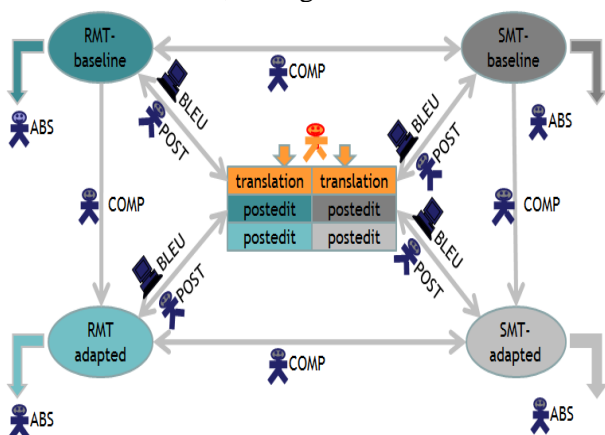 RMT-
baseline
SMT-
baseline
COMP
ABS
BLEU
POST
BLEU
POST
ABS
translation translation
postedit postedit
postedit postedit
COMP
COMP
BLEU
POST
BLEU
POST
RMT
adapted
SMT-
adapted
COMP
ABS
ABS